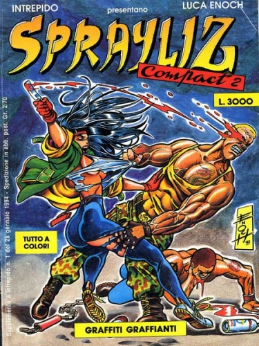 INTREPIDO presentano LUCA ENOCH
SPRAYLIZ
Compact 2
L. 3000
TUTTO A
COLORI
GRAFFITI GRAFFIANTI